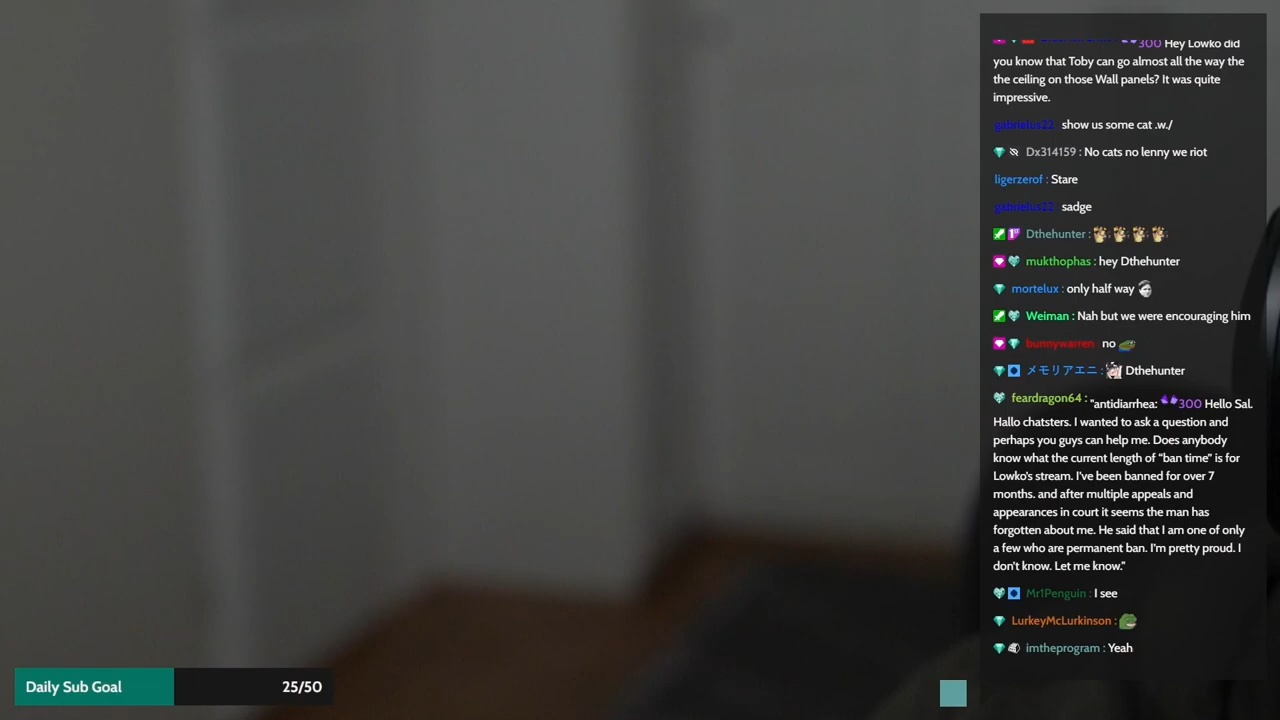 300 Hey Lowko did
you know that Toby can go almost all the way the
the ceiling on those Wall panels? It was quite
impressive.
gabrielus22 show us some cat .w./
Dx314159 : No cats no lenny we riot
ligerzerof : Stare
gabrielus22 sadge
Dthehunter :
mukthophas : hey Dthehunter
mortelux : only half way
Weiman : Nah but we were encouraging him
bunnywarren no
メモリアエニ : Dthehunter
feardragon64 : "antidiarrhea: 300 Hello Sal.
Hallo chatsters. I wanted to ask a question and
perhaps you guys can help me. Does anybody
know what the current length of "ban time" is for
Lowko's stream. I've been banned for over 7
months. and after multiple appeals and
appearances in court it seems the man has
forgotten about me. He said that I am one of only
a few who are permanent ban. I'm pretty proud. I
don't know. Let me know."
Mr1Penguin : I see
LurkeyMcLurkinson :
imtheprogram : Yeah
Daily Sub Goal 25/50